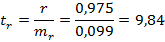 t_r = r/m_r = 0,975/0,099 = 9,84